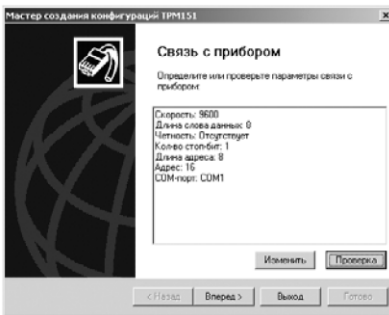 Мастер создания конфигураций ТРМ151
Связь с прибором
Определите или проверьте параметры связи с
прибором:
Скорость: 9600
Длина слова данных: 8
Четность: Отсутствует
Кол-во стоп-бит: 1
Длина адреса: 8
Адрес: 16
COM-порт: COM1
Изменить
Проверка
< Назад
Вперед >
Выход
Готово